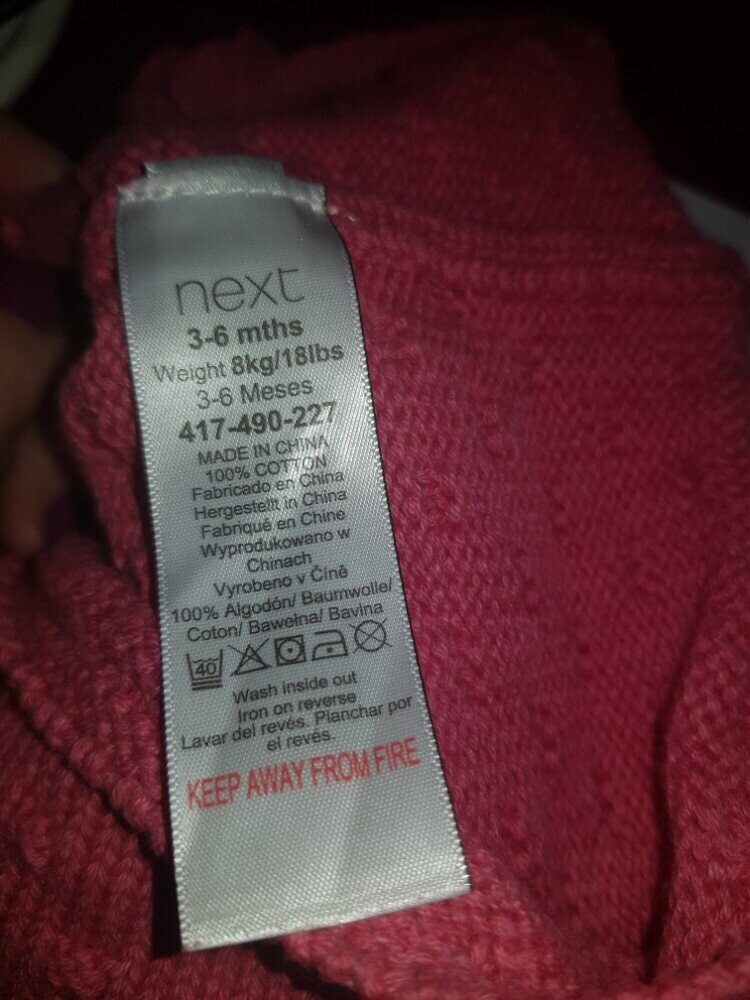 next
3-6 mths
Weight 8kg/18lbs
3-6 Meses
417-490-227
MADE IN CHINA
100% COTTON
Fabricado en China
Hergestellt in China
Fabriqué en Chine
Wyprodukowano w
Chinach
Vyrobeno v Čině
100% Algodón/ Baumwolle/
Coton/ Bawełna/ Bavlna
40
Wash inside out
Iron on reverse
Lavar del revés. Planchar por
el revés.
KEEP AWAY FROM FIRE